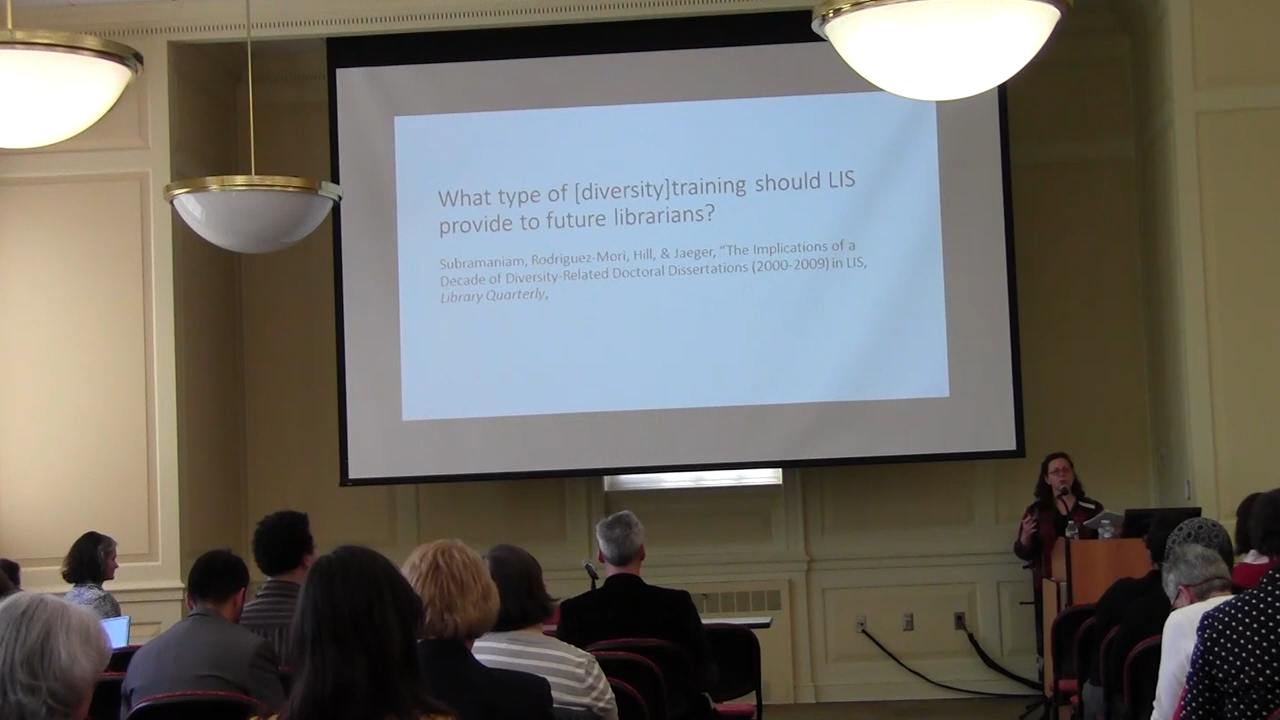 What type of [diversity]training should LIS
provide to future librarians?
Subramaniam, Rodriguez-Mori, Hill, & Jaeger, “The Implications of a
Decade of Diversity-Related Doctoral Dissertations (2000-2009) in LIS,
Library Quarterly,